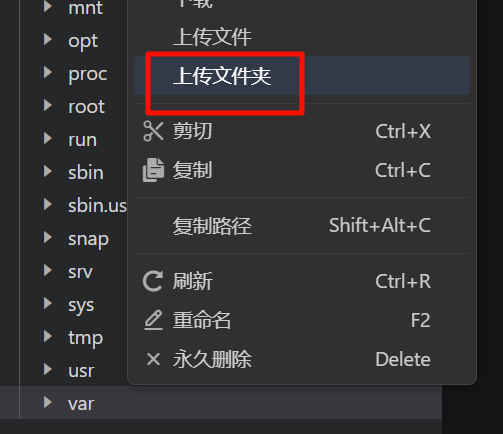 mnt
opt
proc
root
run
sbin
sbin.us
snap
srv
sys
tmp
usr
var
下载
上传文件
上传文件夹
剪切 Ctrl+X
复制 Ctrl+C
复制路径 Shift+Alt+C
刷新 Ctrl+R
重命名 F2
永久删除 Delete